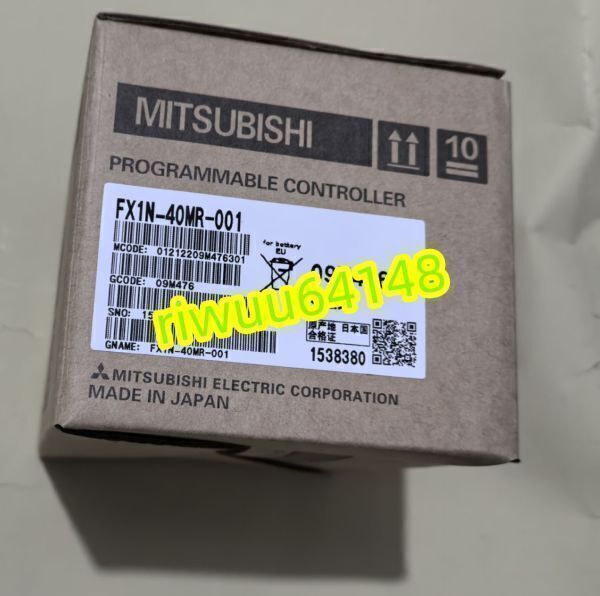 MITSUBISHI
10
PROGRAMMABLE CONTROLLER
FX1N-40MR-001
MCODE: 01212209M476301
for battery
EU
GCODE: 09M476
riwuu64148
SNO: 15
原产地 日本国
合格证
1538380
GNAME: FX1N-40MR-001
MITSUBISHI ELECTRIC CORPORATION
MADE IN JAPAN